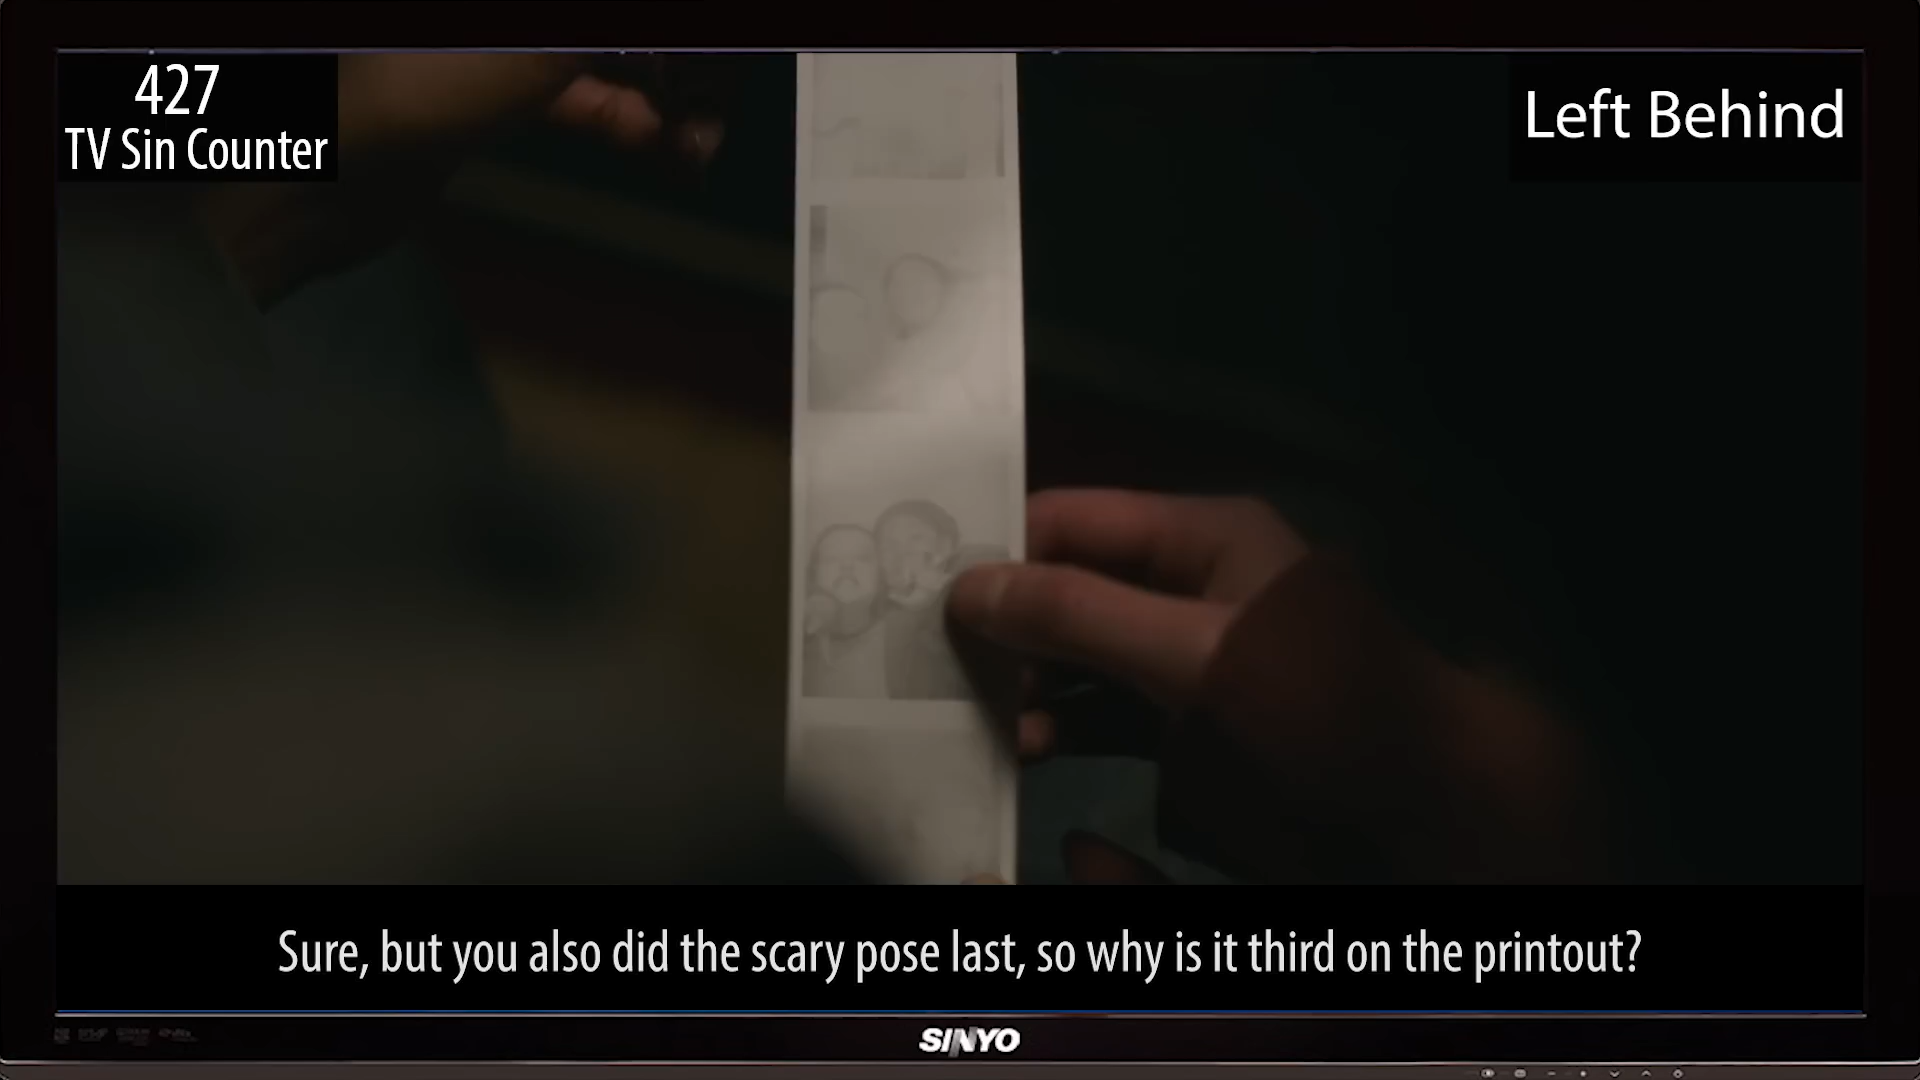 427
TV Sin Counter
Left Behind
Sure, but you also did the scary pose last, so why is it third on the printout?
SINYO